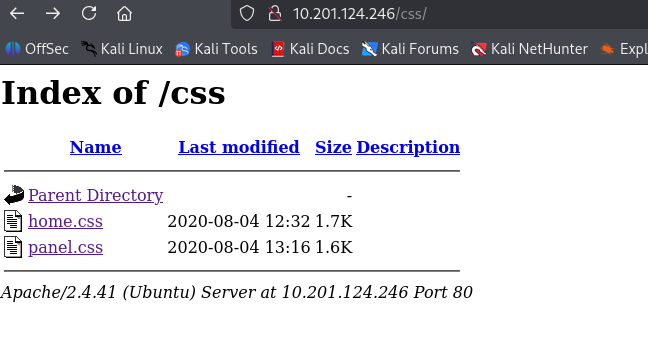 10.201.124.246/css/
OffSec Kali Linux Kali Tools Kali Docs Kali Forums Kali NetHunter Expl
Index of /css
Name Last modified Size Description
Parent Directory -
home.css 2020-08-04 12:32 1.7K
panel.css 2020-08-04 13:16 1.6K
Apache/2.4.41 (Ubuntu) Server at 10.201.124.246 Port 80